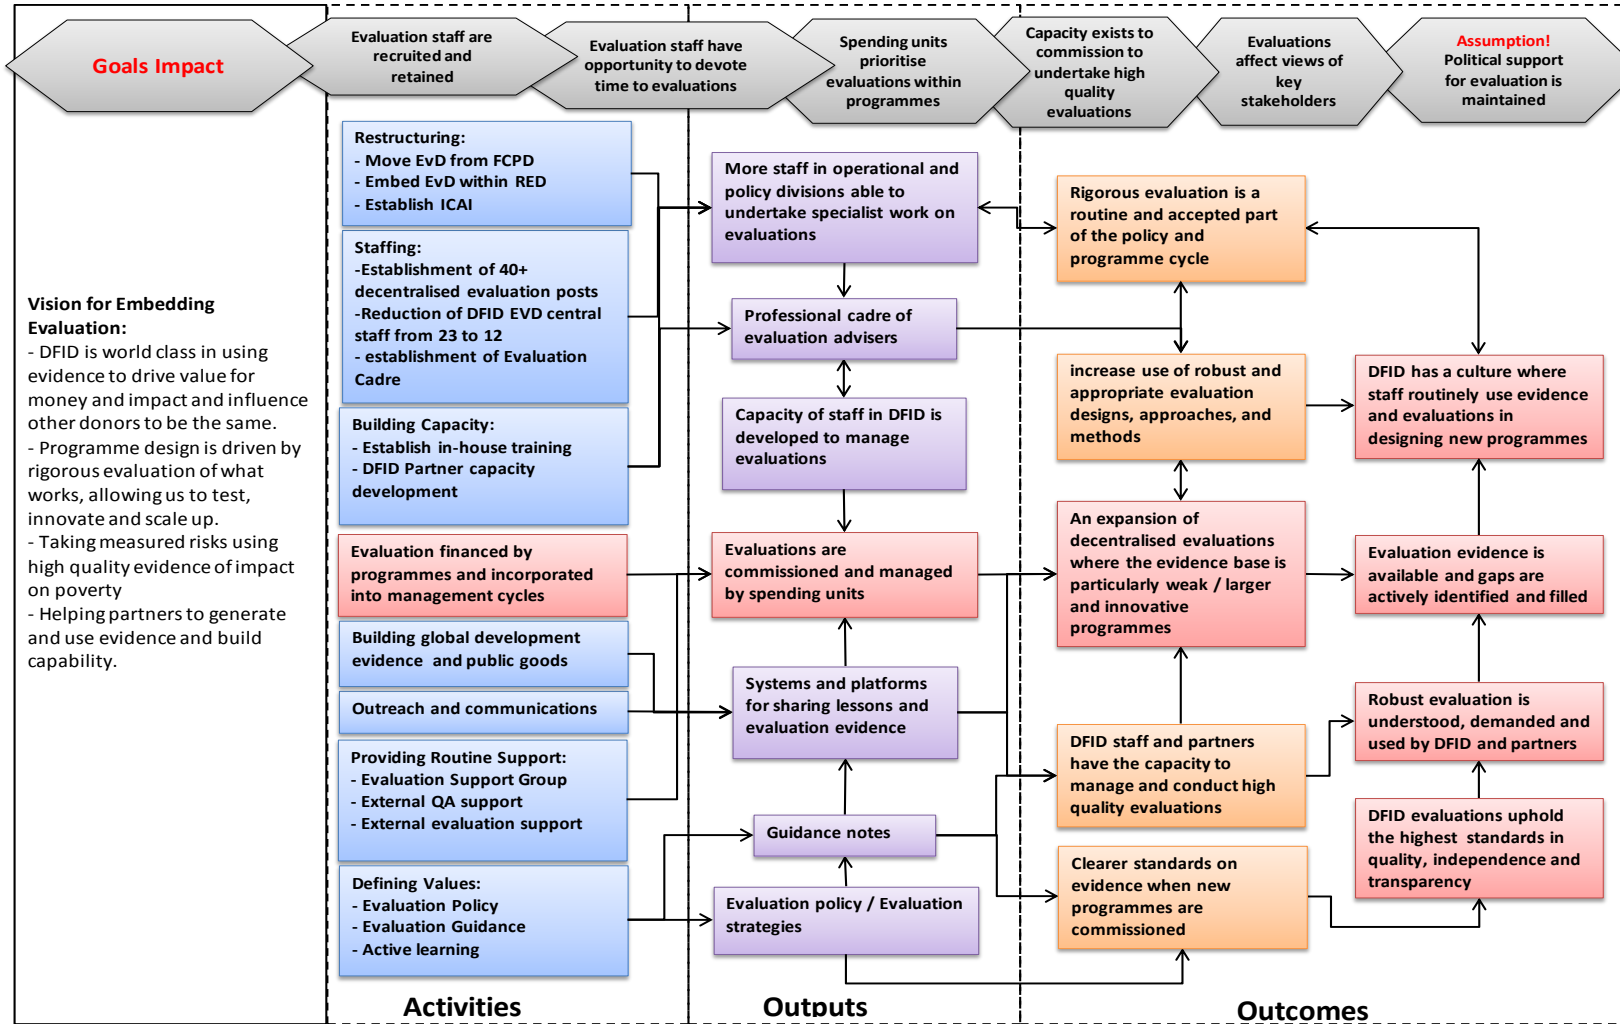 Goals Impact
Evaluation staff are
recruited and
retained
Evaluation staff have
opportunity to devote
time to evaluations
Spending units
prioritise
evaluations within
programmes
Capacity exists to
commission to
undertake high
quality
evaluations
Evaluations
affect views of
key
stakeholders
Assumption!
Political support
for evaluation is
maintained
Vision for Embedding
Evaluation:
- DFID is world class in using
evidence to drive value for
money and impact and influence
other donors to be the same.
- Programme design is driven by
rigorous evaluation of what
works, allowing us to test,
innovate and scale up.
- Taking measured risks using
high quality evidence of impact
on poverty
- Helping partners to generate
and use evidence and build
capability.
Restructuring:
- Move EvD from FCPD
- Embed EvD within RED
- Establish ICAI
Staffing:
-Establishment of 40+
decentralised evaluation posts
-Reduction of DFID EVD central
staff from 23 to 12
- establishment of Evaluation
Cadre
Building Capacity:
- Establish in-house training
- DFID Partner capacity
development
Evaluation financed by
programmes and incorporated
into management cycles
Building global development
evidence and public goods
Outreach and communications
Providing Routine Support:
- Evaluation Support Group
- External QA support
- External evaluation support
Defining Values:
- Evaluation Policy
- Evaluation Guidance
- Active learning
Activities
More staff in operational and
policy divisions able to
undertake specialist work on
evaluations
Professional cadre of
evaluation advisers
Capacity of staff in DFID is
developed to manage
evaluations
Evaluations are
commissioned and managed
by spending units
Systems and platforms
for sharing lessons and
evaluation evidence
Guidance notes
Evaluation policy / Evaluation
strategies
Outputs
Rigorous evaluation is a
routine and accepted part
of the policy and
programme cycle
increase use of robust and
appropriate evaluation
designs, approaches, and
methods
An expansion of
decentralised evaluations
where the evidence base is
particularly weak / larger
and innovative
programmes
DFID staff and partners
have the capacity to
manage and conduct high
quality evaluations
Clearer standards on
evidence when new
programmes are
commissioned
DFID has a culture where
staff routinely use evidence
and evaluations in
designing new programmes
Evaluation evidence is
available and gaps are
actively identified and filled
Robust evaluation is
understood, demanded and
used by DFID and partners
DFID evaluations uphold
the highest standards in
quality, independence and
transparency
Outcomes